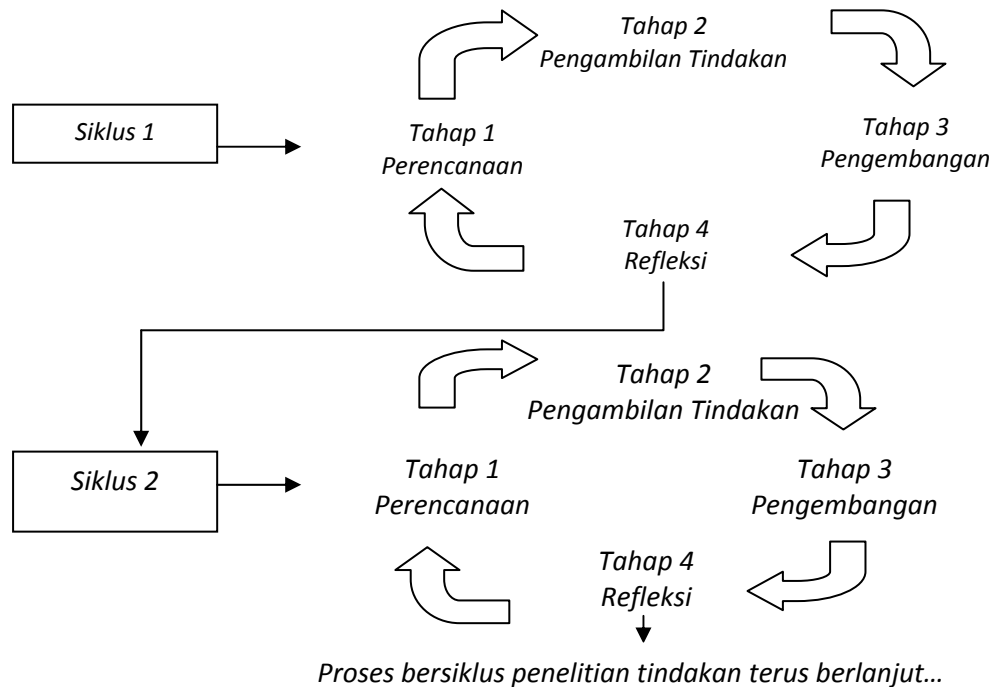 Siklus 1
Tahap 1
Perencanaan
Tahap 2
Pengambilan Tindakan
Tahap 3
Pengembangan
Tahap 4
Refleksi
Siklus 2
Tahap 1
Perencanaan
Tahap 2
Pengambilan Tindakan
Tahap 3
Pengembangan
Tahap 4
Refleksi
Proses bersiklus penelitian tindakan terus berlanjut…